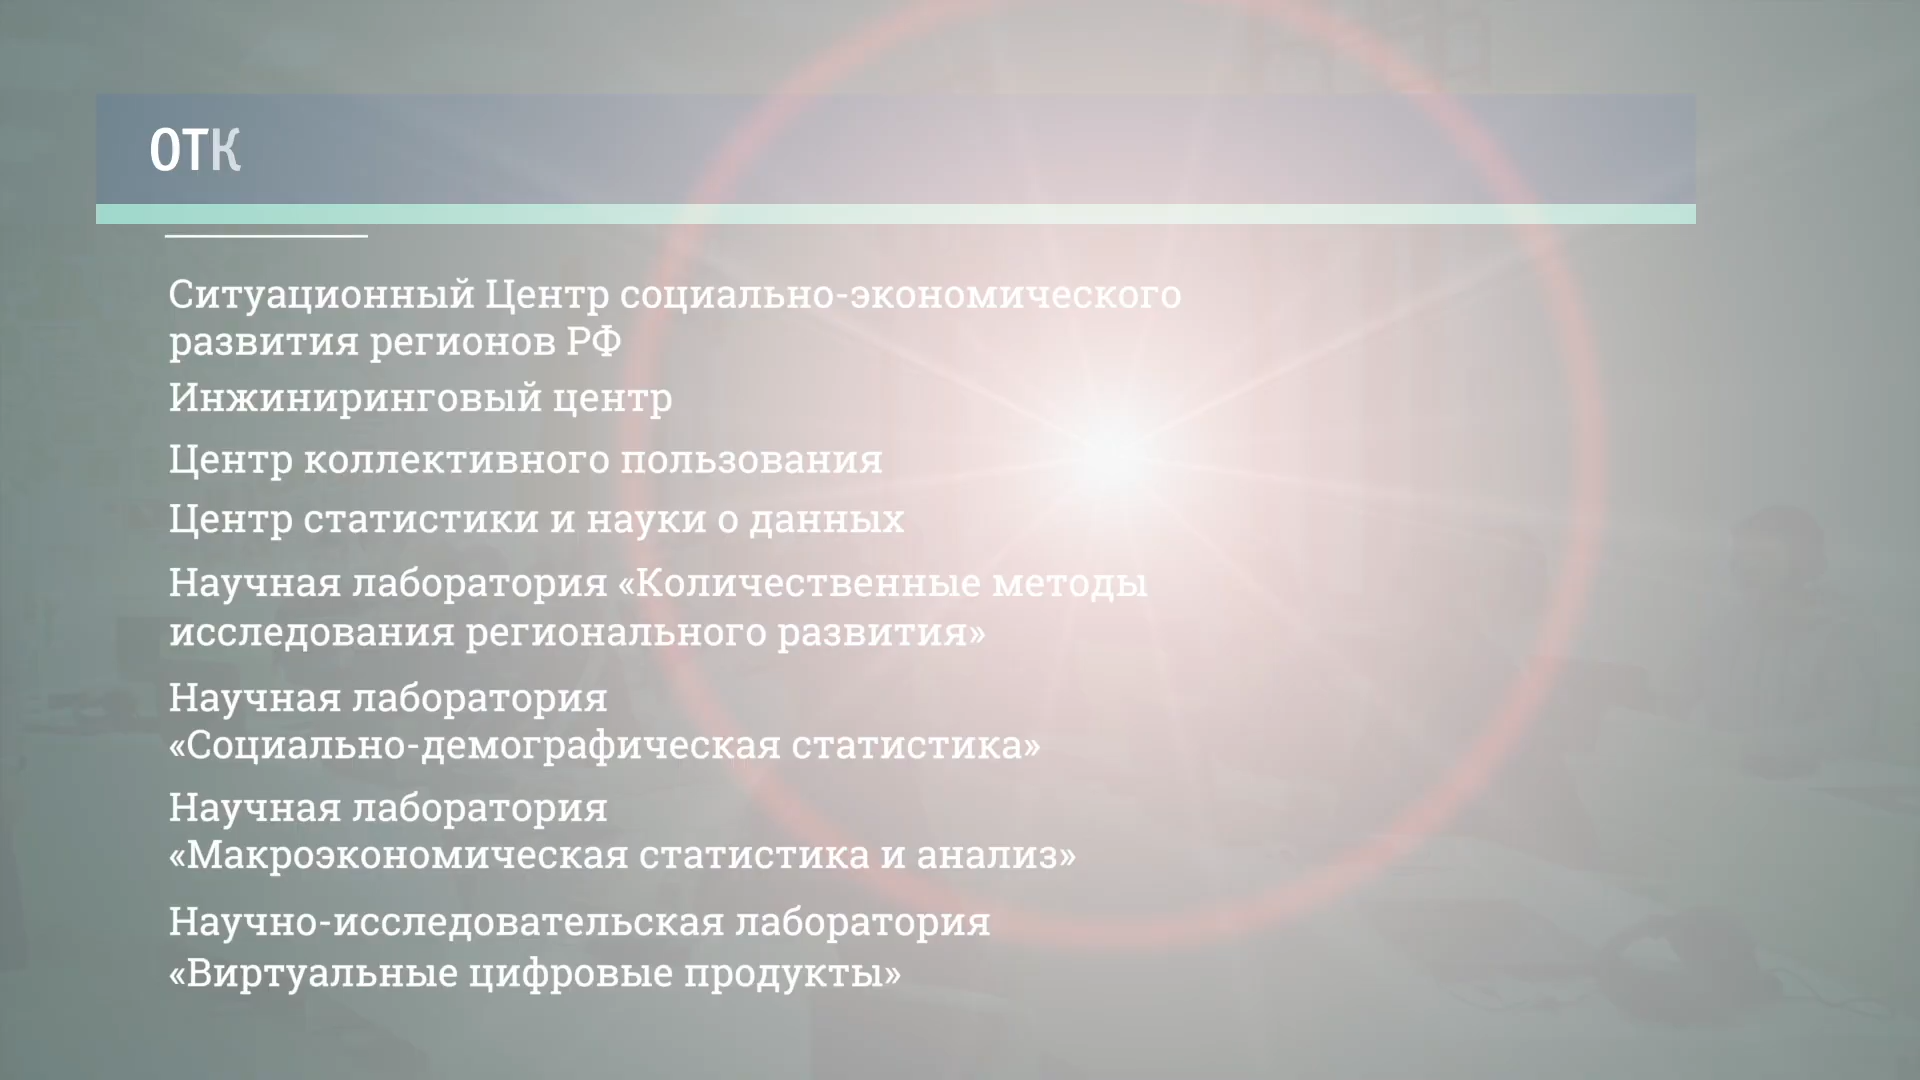 ОТК
Ситуационный Центр социально-экономического
развития регионов РФ
Инжиниринговый центр
Центр коллективного пользования
Центр статистики и науки о данных
Научная лаборатория «Количественные методы
исследования регионального развития»
Научная лаборатория
«Социально-демографическая статистика»
Научная лаборатория
«Макроэкономическая статистика и анализ»
Научно-исследовательская лаборатория
«Виртуальные цифровые продукты»